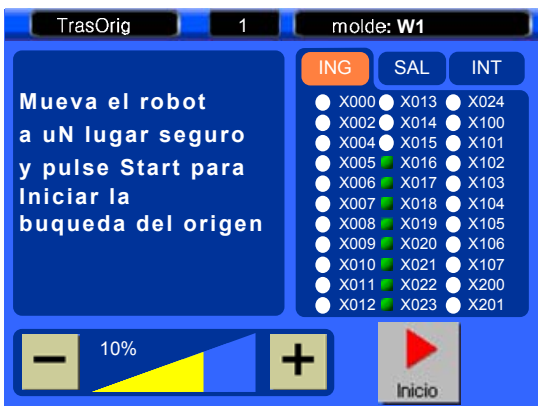 TrasOrig 1 molde: W1
ING SAL INT
Mueva el robot
a uN lugar seguro
y pulse Start para
Iniciar la
buqueda del origen
X000 X013 X024
X002 X014 X100
X004 X015 X101
X005 X016 X102
X006 X017 X103
X007 X018 X104
X008 X019 X105
X009 X020 X106
X010 X021 X107
X011 X022 X200
X012 X023 X201
10%
Inicio